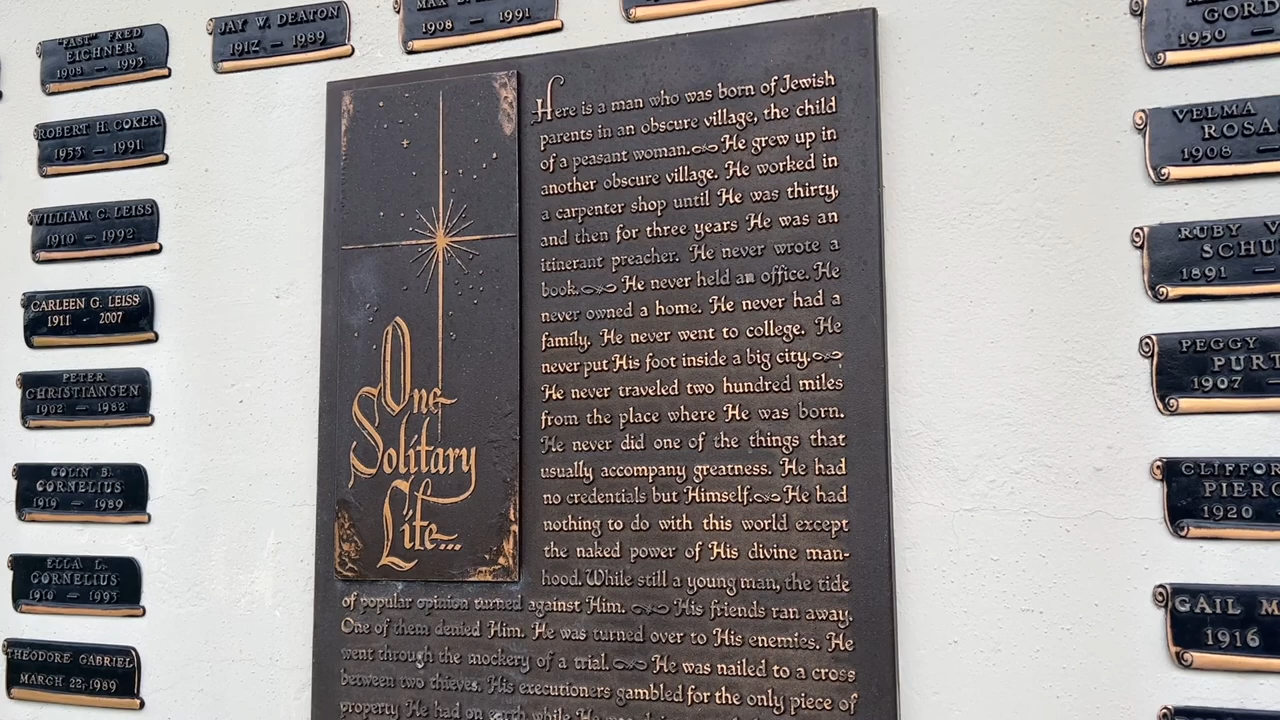 "FAST" FRED
EICHNER
1908 — 1993
JAY W. DEATON
1912 — 1989
1908 — 1991
ROBERT H. COKER
1953 — 1991
WILLIAM G. LEISS
1910 — 1992
CARLEEN G. LEISS
1911 - 2007
PETER
CHRISTIANSEN
1902 — 1982
COLIN B.
CORNELIUS
1919 — 1989
ELLA L.
CORNELIUS
1910 — 1993
THEODORE GABRIEL
MARCH 22, 1989
One
Solitary
Life...
Here is a man who was born of Jewish
parents in an obscure village, the child
of a peasant woman. He grew up in
another obscure village. He worked in
a carpenter shop until He was thirty,
and then for three years He was an
itinerant preacher. He never wrote a
book. He never held an office. He
never owned a home. He never had a
family. He never went to college. He
never put His foot inside a big city.
He never traveled two hundred miles
from the place where He was born.
He never did one of the things that
usually accompany greatness. He had
no credentials but Himself. He had
nothing to do with this world except
the naked power of His divine man-
hood. While still a young man, the tide
of popular opinion turned against Him. His friends ran away.
One of them denied Him. He was turned over to His enemies. He
went through the mockery of a trial. He was nailed to a cross
between two thieves. His executioners gambled for the only piece of
property He had on earth while He was
GORD
1950 —
VELMA
ROSA
1908 —
RUBY V
SCHU
1891 —
PEGGY
PURT
1907 —
CLIFFOR
PIERC
1920
GAIL M
1916